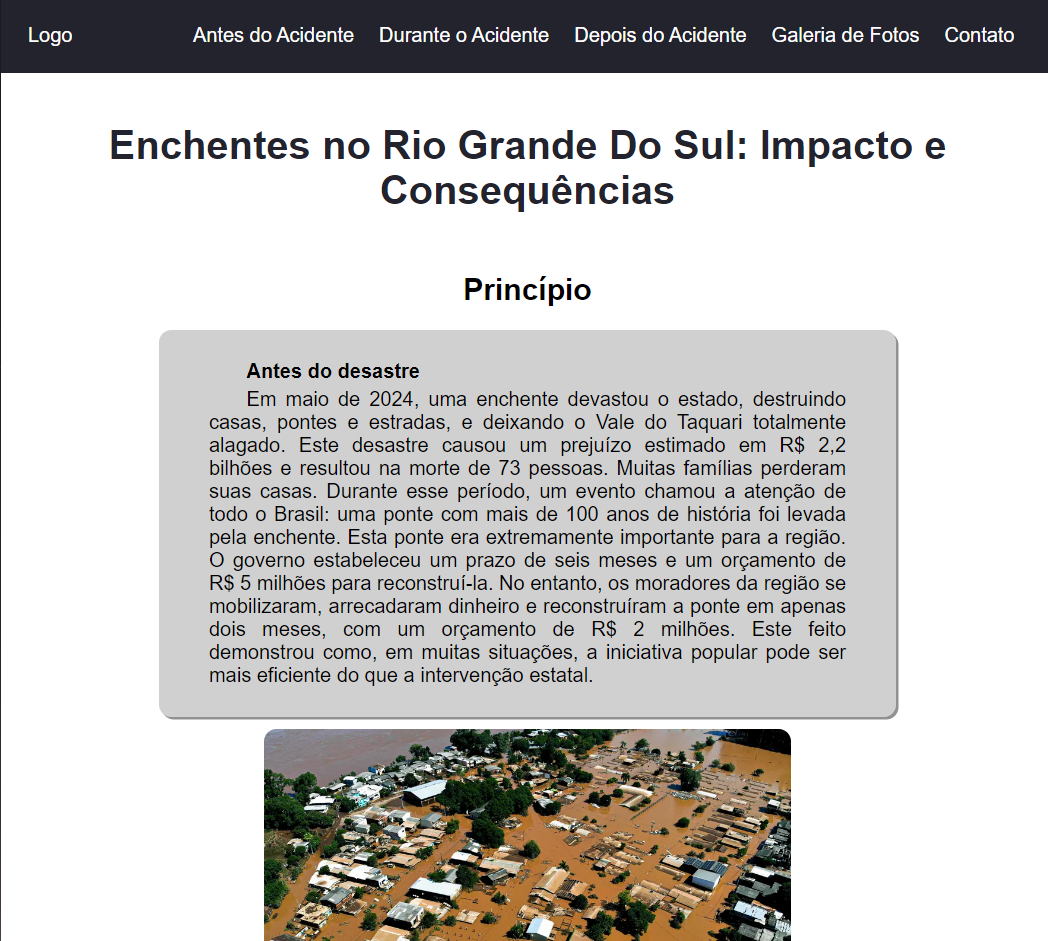 Logo Antes do Acidente Durante o Acidente Depois do Acidente Galeria de Fotos Contato
Enchentes no Rio Grande Do Sul: Impacto e
Consequências
Princípio
Antes do desastre
Em maio de 2024, uma enchente devastou o estado, destruindo
casas, pontes e estradas, e deixando o Vale do Taquari totalmente
alagado. Este desastre causou um prejuízo estimado em R$ 2,2
bilhões e resultou na morte de 73 pessoas. Muitas famílias perderam
suas casas. Durante esse período, um evento chamou a atenção de
todo o Brasil: uma ponte com mais de 100 anos de história foi levada
pela enchente. Esta ponte era extremamente importante para a região.
O governo estabeleceu um prazo de seis meses e um orçamento de
R$ 5 milhões para reconstruí-la. No entanto, os moradores da região se
mobilizaram, arrecadaram dinheiro e reconstruíram a ponte em apenas
dois meses, com um orçamento de R$ 2 milhões. Este feito
demonstrou como, em muitas situações, a iniciativa popular pode ser
mais eficiente do que a intervenção estatal.